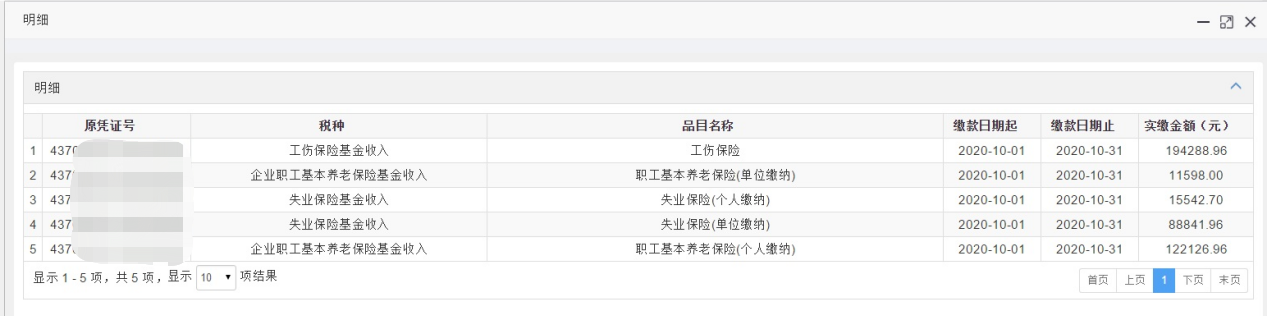 明细
明细
原凭证号 税种 品目名称 缴款日期起 缴款日期止 实缴金额（元）
1 437 工伤保险基金收入 工伤保险 2020-10-01 2020-10-31 194288.96
2 437 企业职工基本养老保险基金收入 职工基本养老保险(单位缴纳) 2020-10-01 2020-10-31 11598.00
3 437 失业保险基金收入 失业保险(个人缴纳) 2020-10-01 2020-10-31 15542.70
4 437 失业保险基金收入 失业保险(单位缴纳) 2020-10-01 2020-10-31 88841.96
5 437 企业职工基本养老保险基金收入 职工基本养老保险(个人缴纳) 2020-10-01 2020-10-31 122126.96
显示 1 - 5 项，共 5 项，显示 10 项结果 首页 上页 1 下页 末页